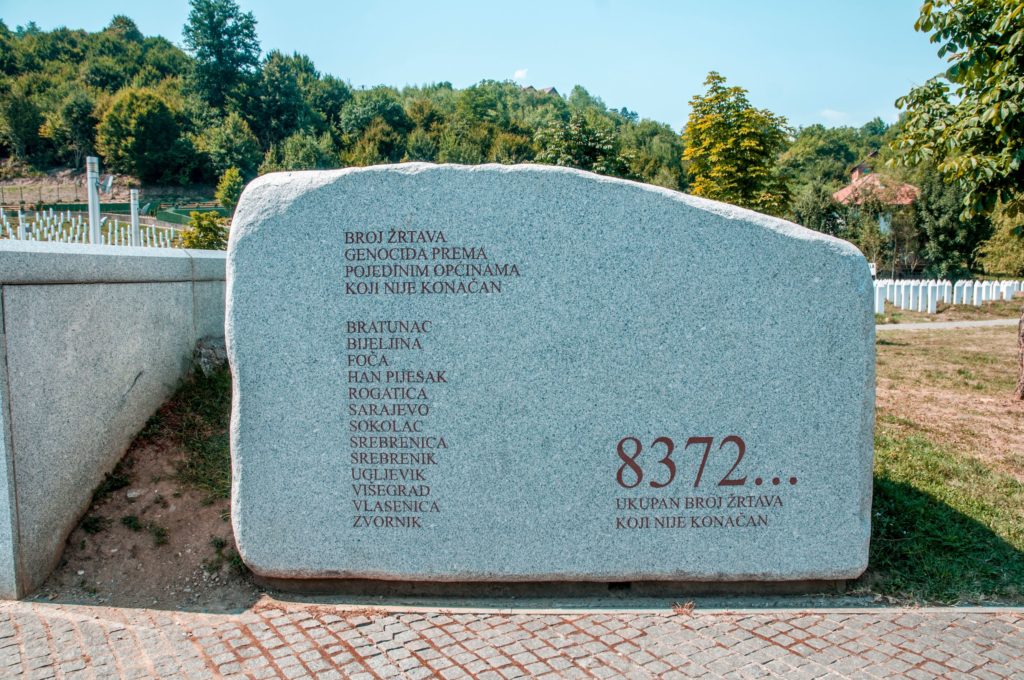 BROJ ŽRTAVA
GENOCIDA PREMA
POJEDINIM OPĆINAMA
KOJI NIJE KONAČAN
BRATUNAC
BIJELJINA
FOČA
HAN PIJESAK
ROGATICA
SARAJEVO
SOKOLAC
SREBRENICA
SREBRENIK
UGLJEVIK
VIŠEGRAD
VLASENICA
ZVORNIK
8372...
UKUPAN BROJ ŽRTAVA
KOJI NIJE KONAČAN